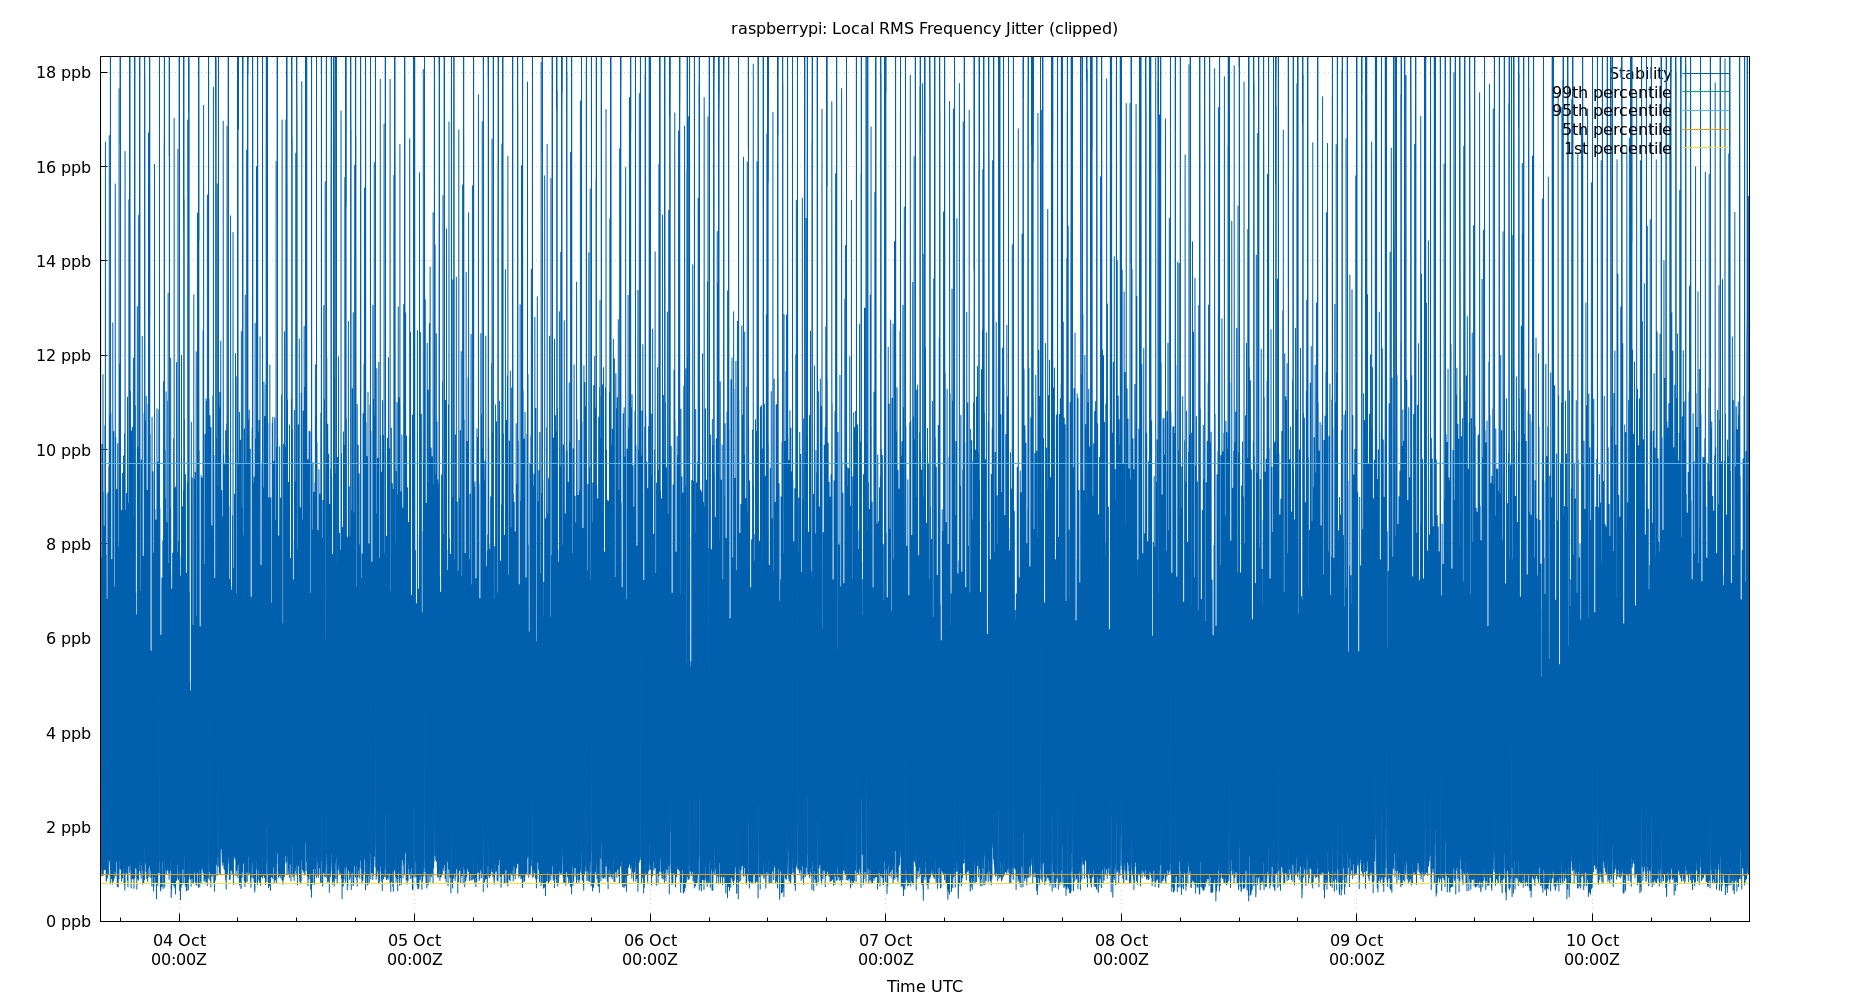 raspberrypi: Local RMS Frequency Jitter (clipped)
18 ppb
16 ppb
14 ppb
12 ppb
10 ppb
8 ppb
6 ppb
4 ppb
2 ppb
0 ppb
Stability
99th percentile
95th percentile
5th percentile
1st percentile
04 Oct 05 Oct 06 Oct 07 Oct 08 Oct 09 Oct 10 Oct
00:00Z 00:00Z 00:00Z 00:00Z 00:00Z 00:00Z 00:00Z
Time UTC